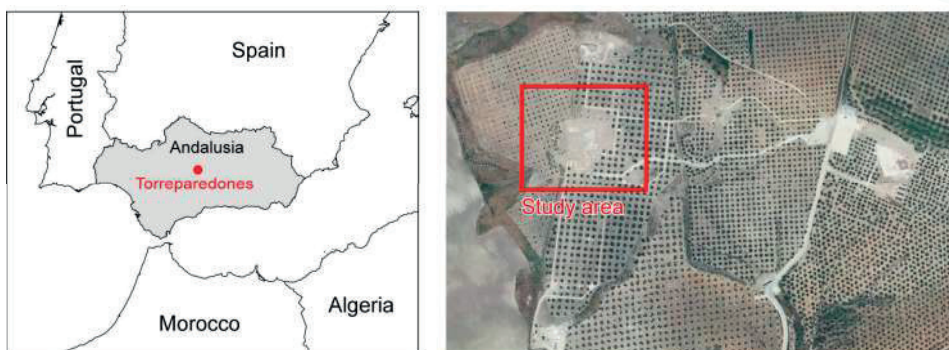 Spain
Portugal
Andalusia
Torreparedones
Algeria
Morocco
Study area